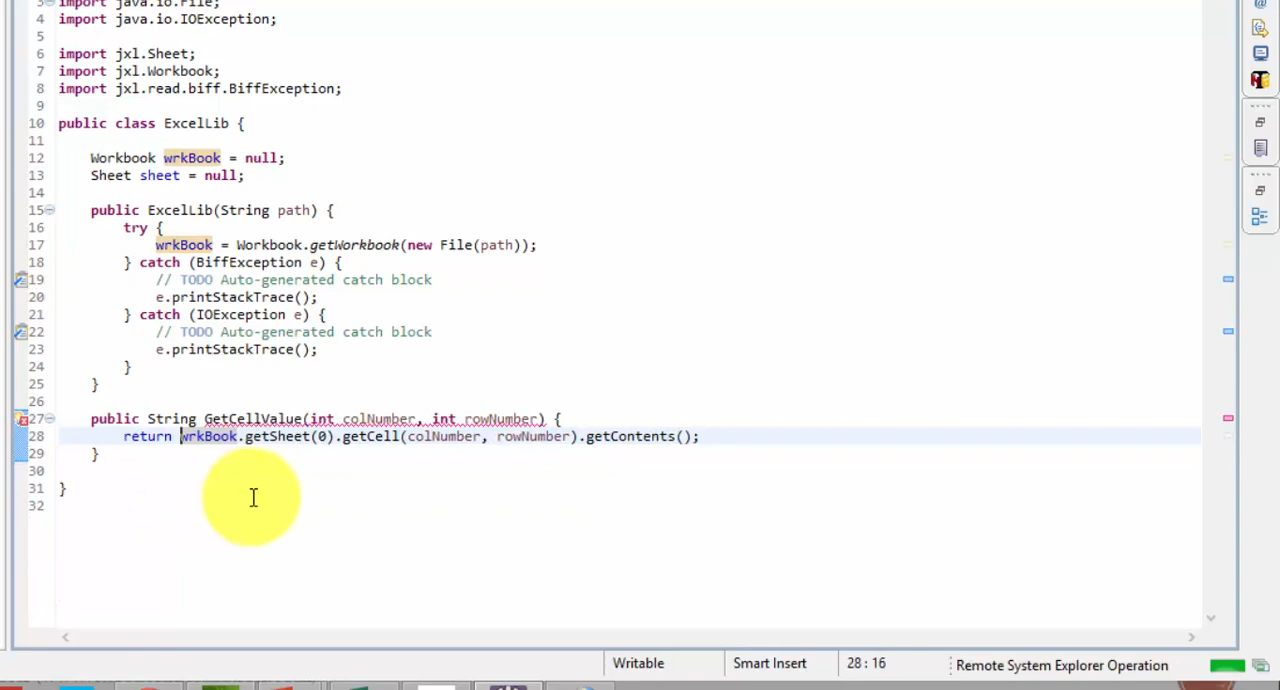 3 import java.io.File;
4 import java.io.IOException;
5
6 import jxl.Sheet;
7 import jxl.Workbook;
8 import jxl.read.biff.BiffException;
9
10 public class ExcelLib {
11
12 Workbook wrkBook = null;
13 Sheet sheet = null;
14
15 public ExcelLib(String path) {
16 try {
17 wrkBook = Workbook.getWorkbook(new File(path));
18 } catch (BiffException e) {
19 // TODO Auto-generated catch block
20 e.printStackTrace();
21 } catch (IOException e) {
22 // TODO Auto-generated catch block
23 e.printStackTrace();
24 }
25 }
26
27 public String GetCellValue(int colNumber, int rowNumber) {
28 return wrkBook.getSheet(0).getCell(colNumber, rowNumber).getContents();
29 }
30
31 }
32
Writable Smart Insert 28 : 16 Remote System Explorer Operation